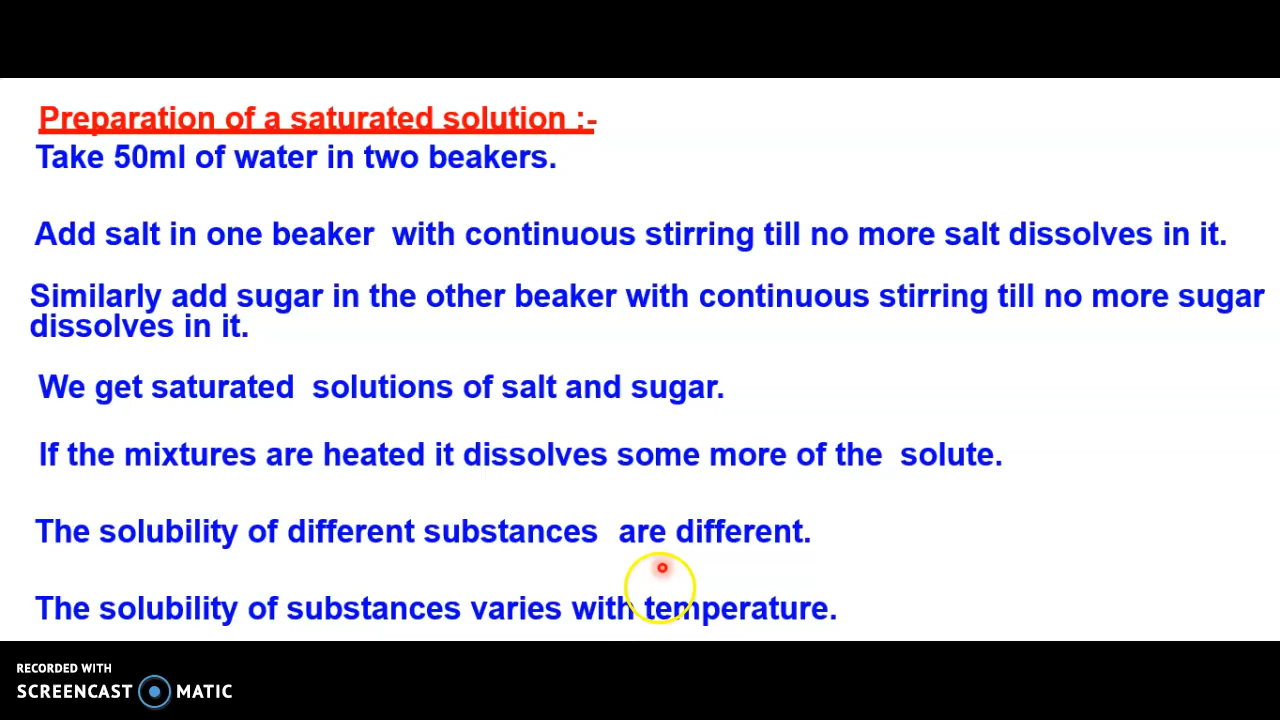 Preparation of a saturated solution :-
Take 50ml of water in two beakers.
Add salt in one beaker with continuous stirring till no more salt dissolves in it.
Similarly add sugar in the other beaker with continuous stirring till no more sugar
dissolves in it.
We get saturated solutions of salt and sugar.
If the mixtures are heated it dissolves some more of the solute.
The solubility of different substances are different.
The solubility of substances varies with temperature.
RECORDED WITH
SCREENCAST MATIC